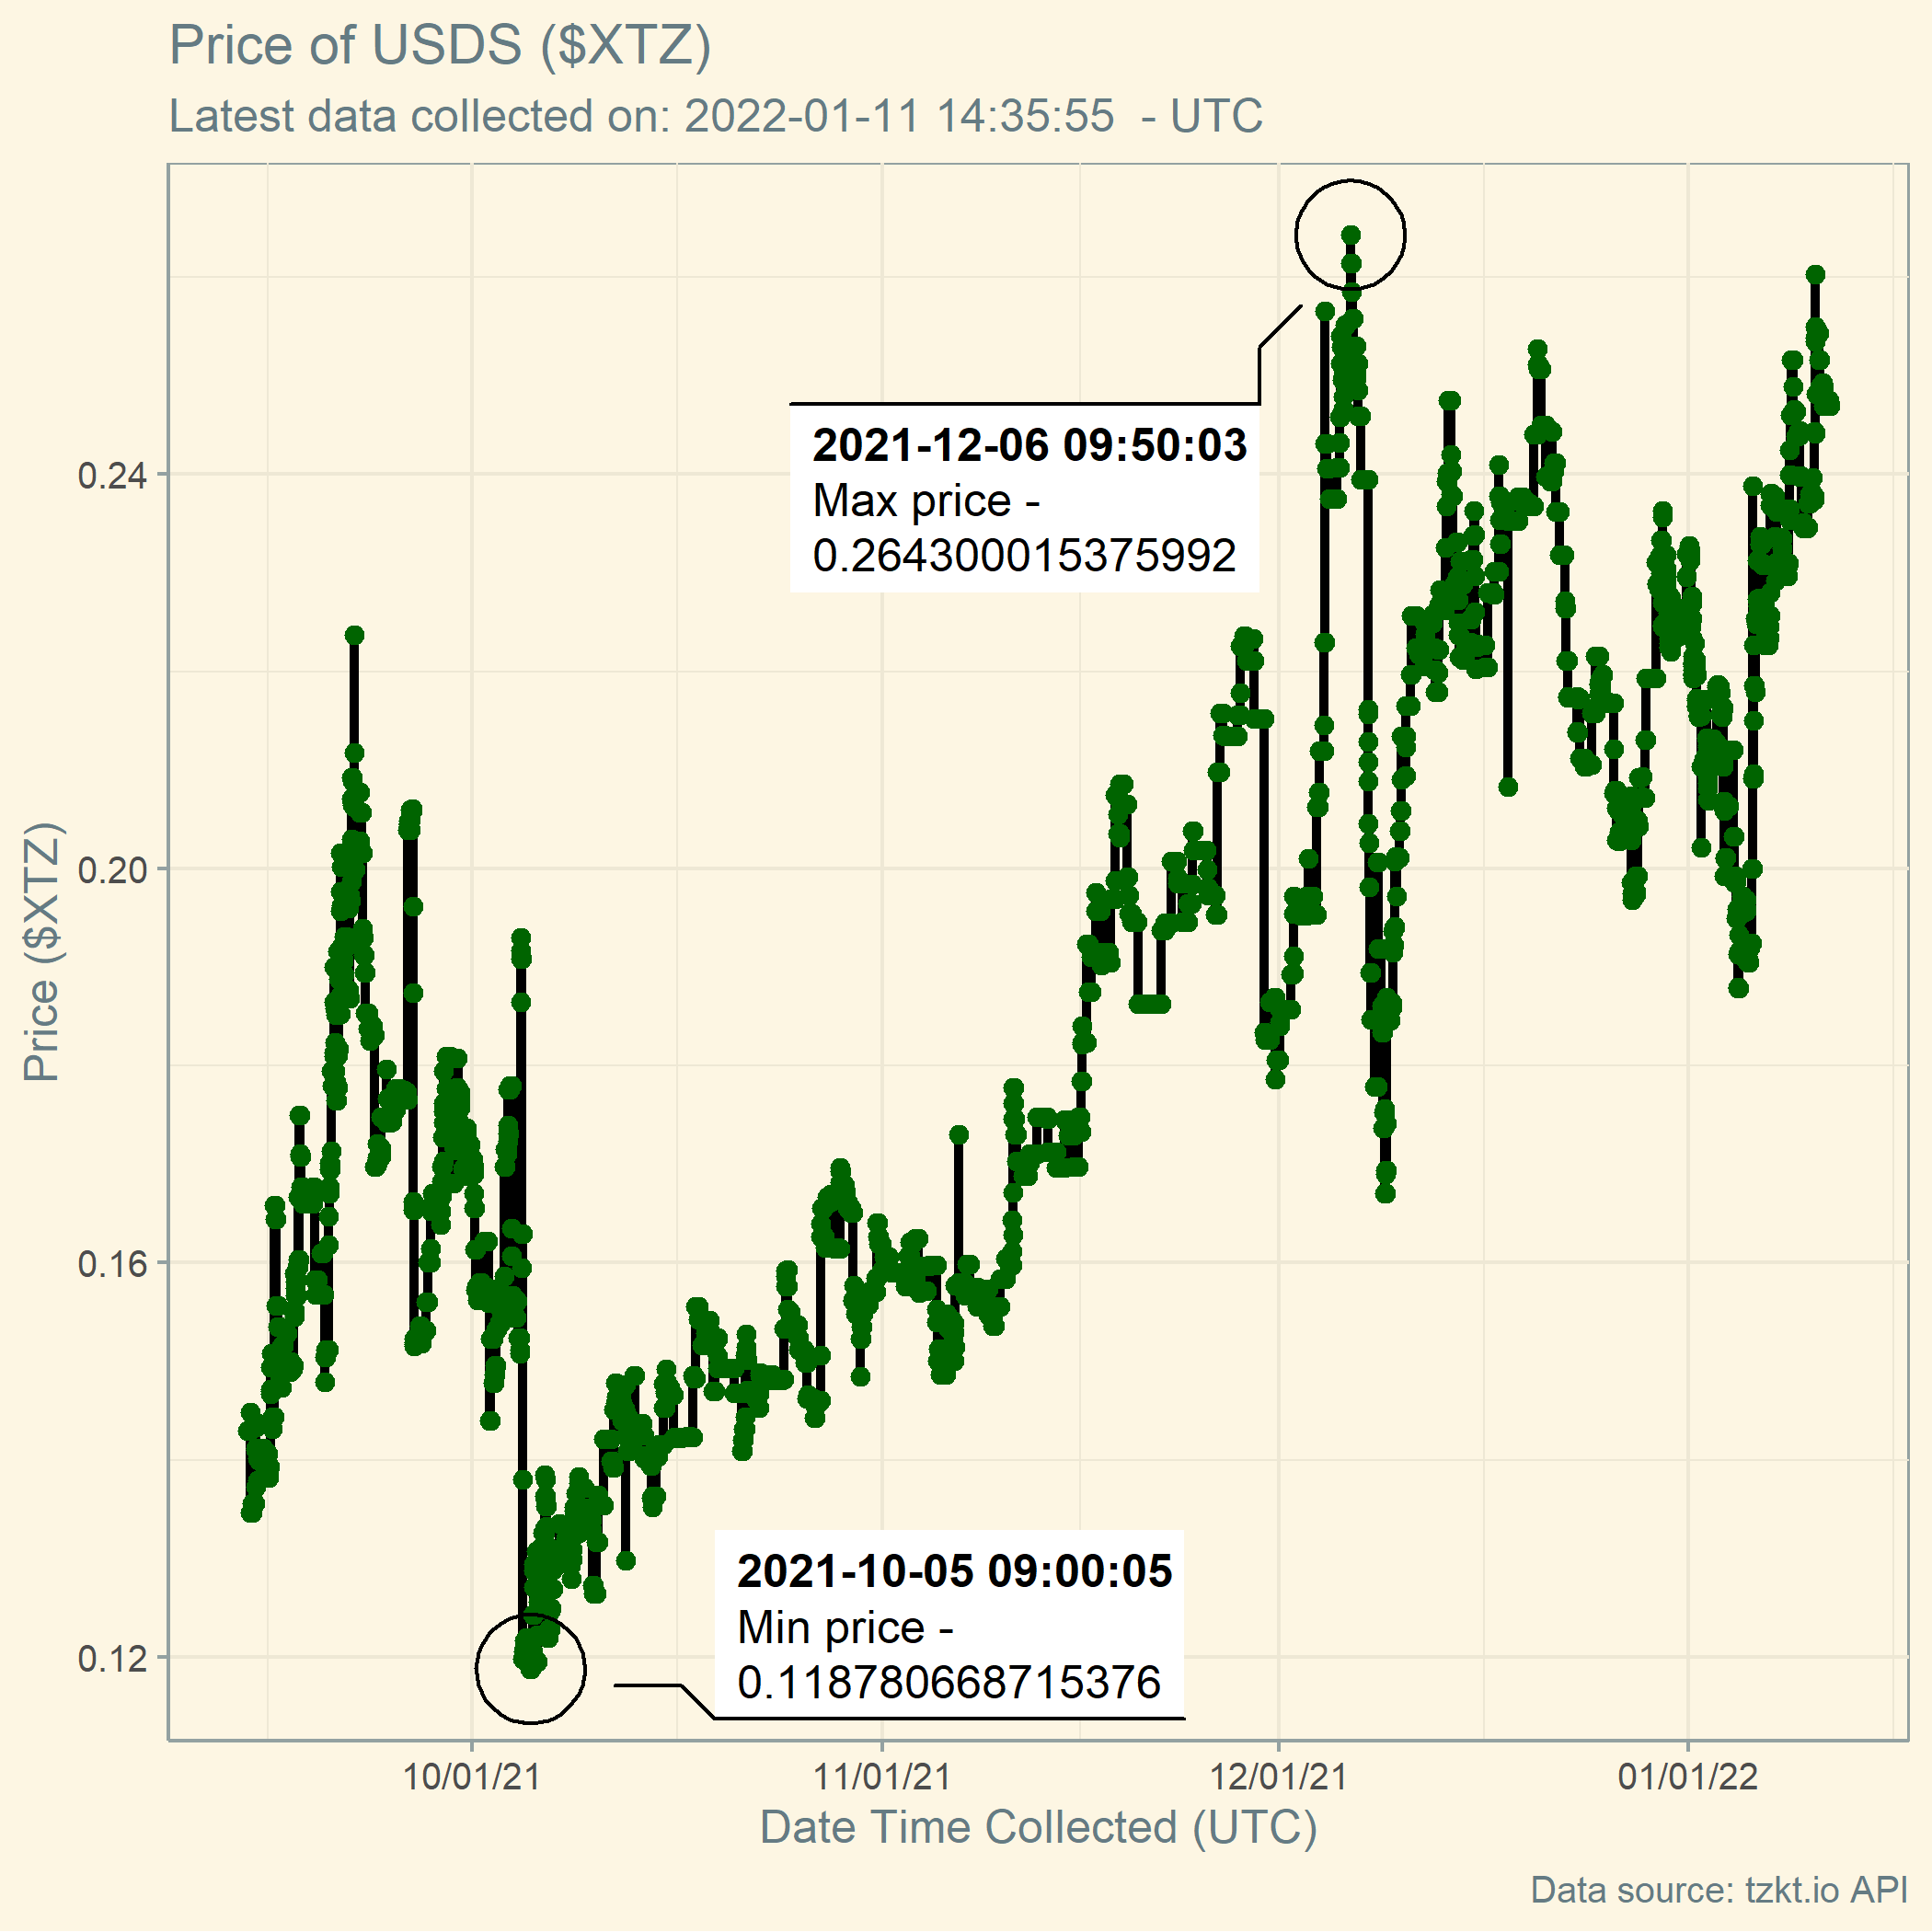 Price of USDS ($XTZ)
Latest data collected on: 2022-01-11 14:35:55  - UTC
2021-12-06 09:50:03
Max price -
0.264300015375992
0.24
0.20
0.16
0.12
Price ($XTZ)
2021-10-05 09:00:05
Min price -
0.118780668715376
10/01/21
11/01/21
12/01/21
01/01/22
Date Time Collected (UTC)
Data source: tzkt.io API